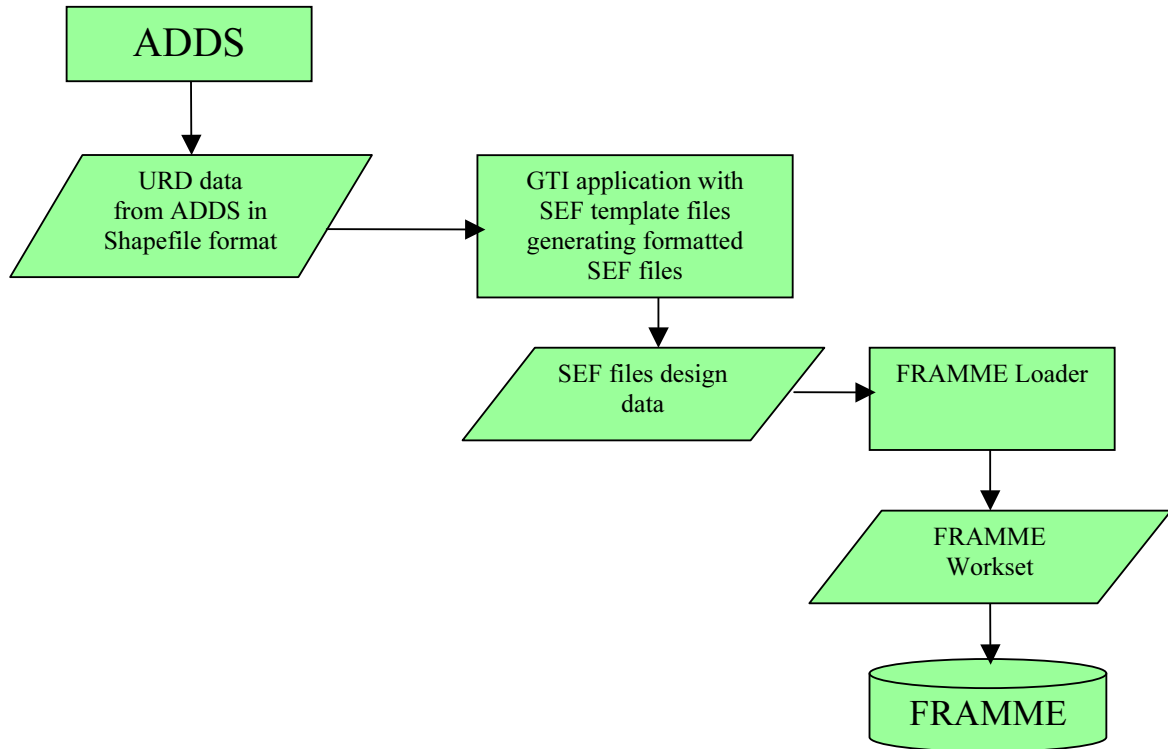 ADDS
URD data
from ADDS in
Shapefile format
GTI application with
SEF template files
generating formatted
SEF files
SEF files design
data
FRAMME Loader
FRAMME
Workset
FRAMME